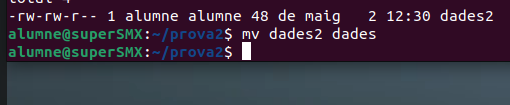 -rw-rw-r-- 1 alumne alumne 48 de maig   2 12:30 dades2
alumne@superSMX:~/prova2$ mv dades2 dades
alumne@superSMX:~/prova2$